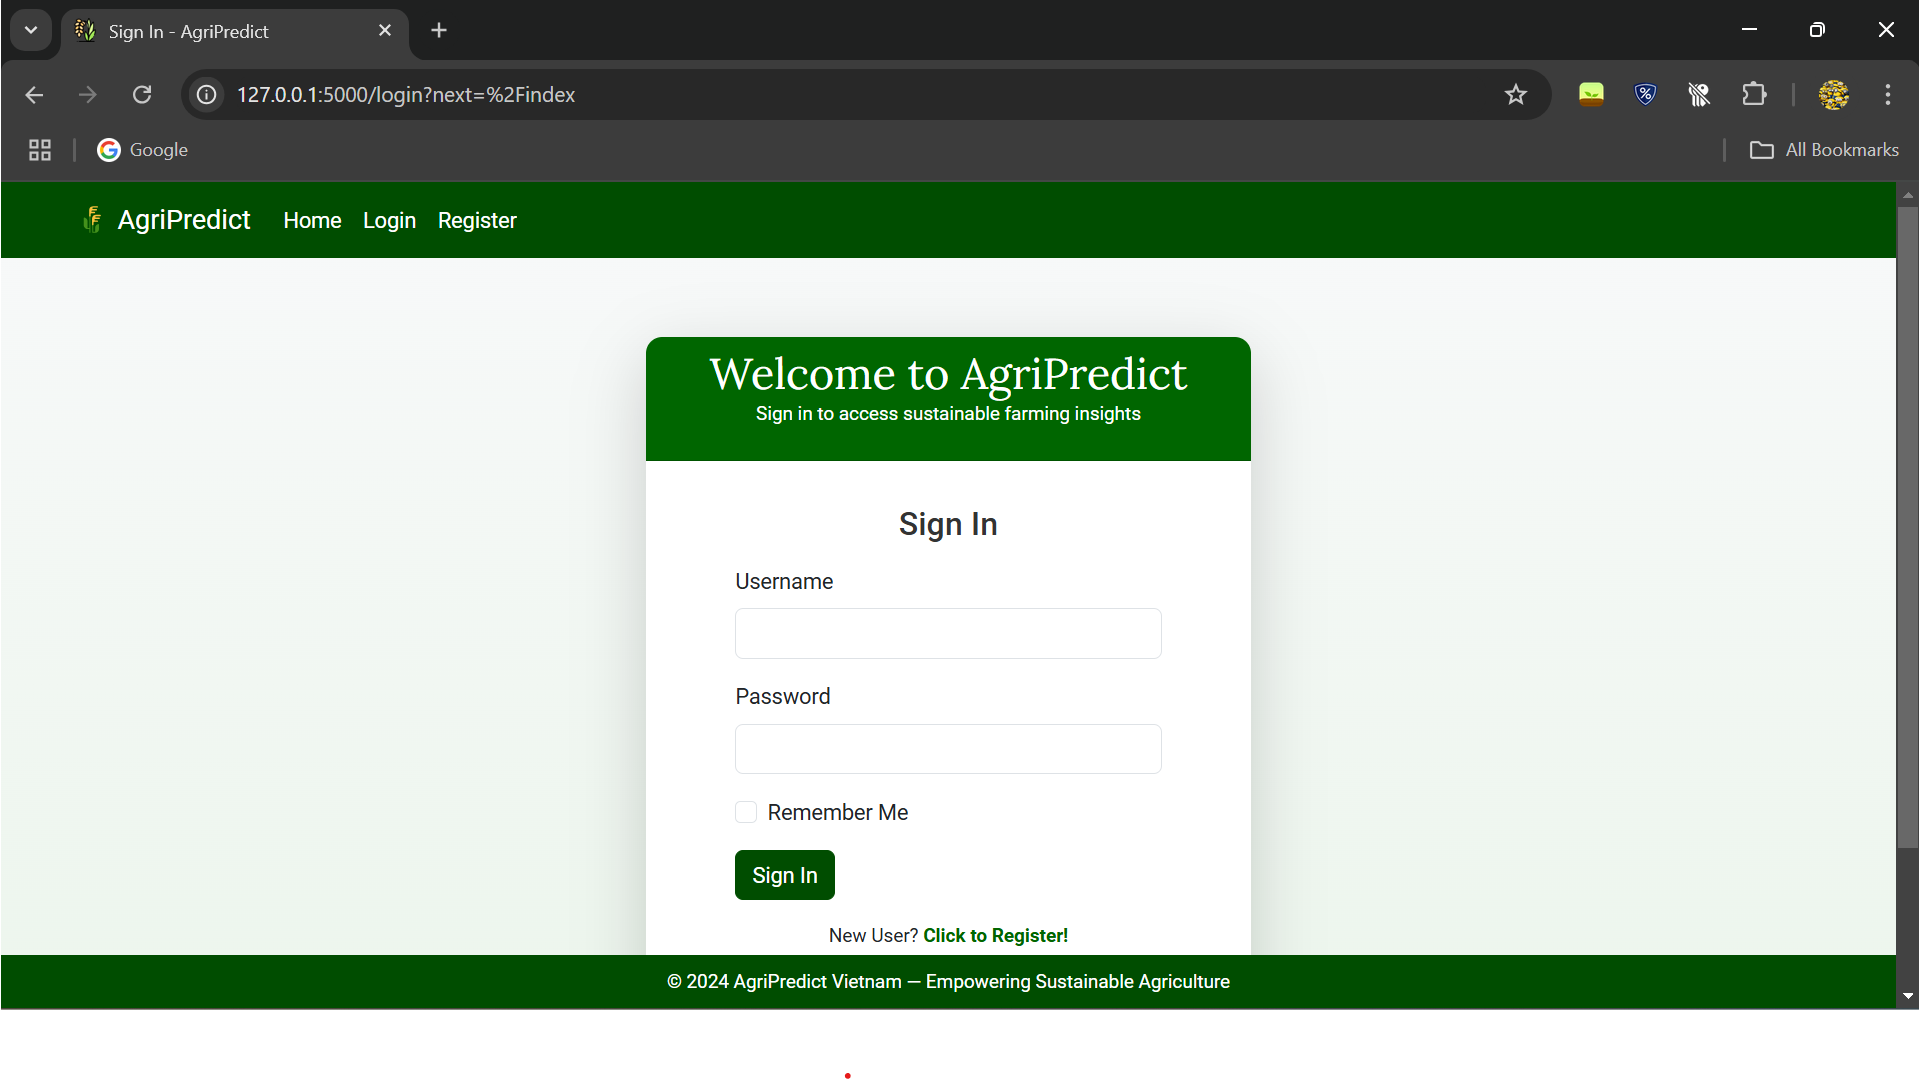 Sign In - AgriPredict
127.0.0.1:5000/login?next=%2Findex
Google
All Bookmarks
AgriPredict Home Login Register
Welcome to AgriPredict
Sign in to access sustainable farming insights
Sign In
Username
Password
Remember Me
Sign In
New User? Click to Register!
© 2024 AgriPredict Vietnam — Empowering Sustainable Agriculture